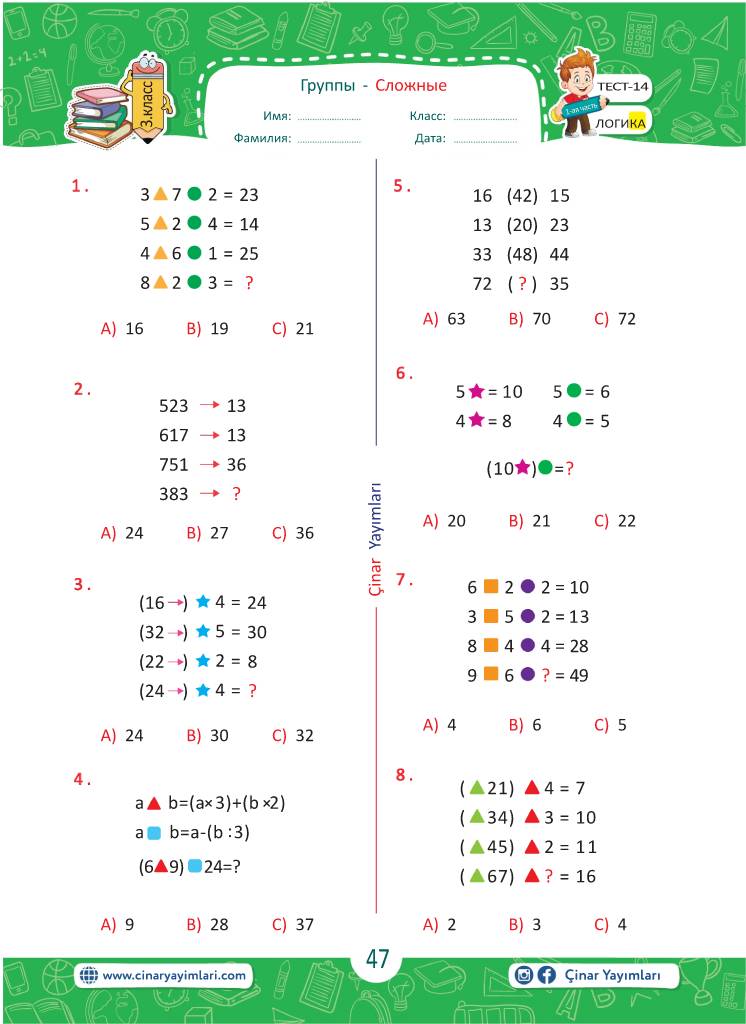 3.класс
Группы - Сложные
Имя: ........................
Класс: ........................
Фамилия: ........................
Дата: ........................
1-ая часть
ТЕСТ-14
ЛОГИКА
1.
3 ▲ 7 ● 2 = 23
5 ▲ 2 ● 4 = 14
4 ▲ 6 ● 1 = 25
8 ▲ 2 ● 3 = ?
A) 16 B) 19 C) 21
2.
523 → 13
617 → 13
751 → 36
383 → ?
A) 24 B) 27 C) 36
3.
(16 →) ★ 4 = 24
(32 →) ★ 5 = 30
(22 →) ★ 2 = 8
(24 →) ★ 4 = ?
A) 24 B) 30 C) 32
4.
a ▲ b=(a×3)+(b×2)
a ■ b=a-(b:3)
(6▲9) ■ 24=?
A) 9 B) 28 C) 37
Çinar Yayımları
5.
16 (42) 15
13 (20) 23
33 (48) 44
72 ( ? ) 35
A) 63 B) 70 C) 72
6.
5 ★ = 10 5 ● = 6
4 ★ = 8 4 ● = 5
(10★)●=?
A) 20 B) 21 C) 22
7.
6 ■ 2 ● 2 = 10
3 ■ 5 ● 2 = 13
8 ■ 4 ● 4 = 28
9 ■ 6 ● ? = 49
A) 4 B) 6 C) 5
8.
( ▲ 21) ▲ 4 = 7
( ▲ 34) ▲ 3 = 10
( ▲ 45) ▲ 2 = 11
( ▲ 67) ▲ ? = 16
A) 2 B) 3 C) 4
www.cinaryayimlari.com
47
Çinar Yayımları